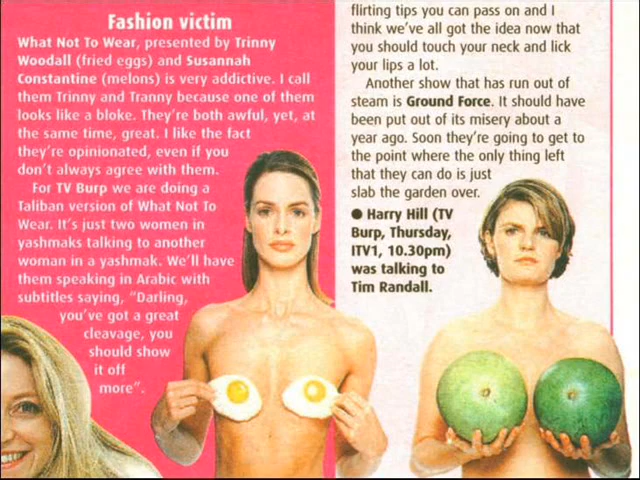 Fashion victim
What Not To Wear, presented by Trinny
Woodall (fried eggs) and Susannah
Constantine (melons) is very addictive. I call
them Trinny and Tranny because one of them
looks like a bloke. They're both awful, yet, at
the same time, great. I like the fact
they're opinionated, even if you
don't always agree with them.
For TV Burp we are doing a
Taliban version of What Not To
Wear. It's just two women in
yashmaks talking to another
woman in a yashmak. We'll have
them speaking in Arabic with
subtitles saying, "Darling,
you've got a great
cleavage, you
should show
it off
more".
flirting tips you can pass on and I
think we've all got the idea now that
you should touch your neck and lick
your lips a lot.
Another show that has run out of
steam is Ground Force. It should have
been put out of its misery about a
year ago. Soon they're going to get to
the point where the only thing left
that they can do is just
slab the garden over.
● Harry Hill (TV
Burp, Thursday,
ITV1, 10.30pm)
was talking to
Tim Randall.